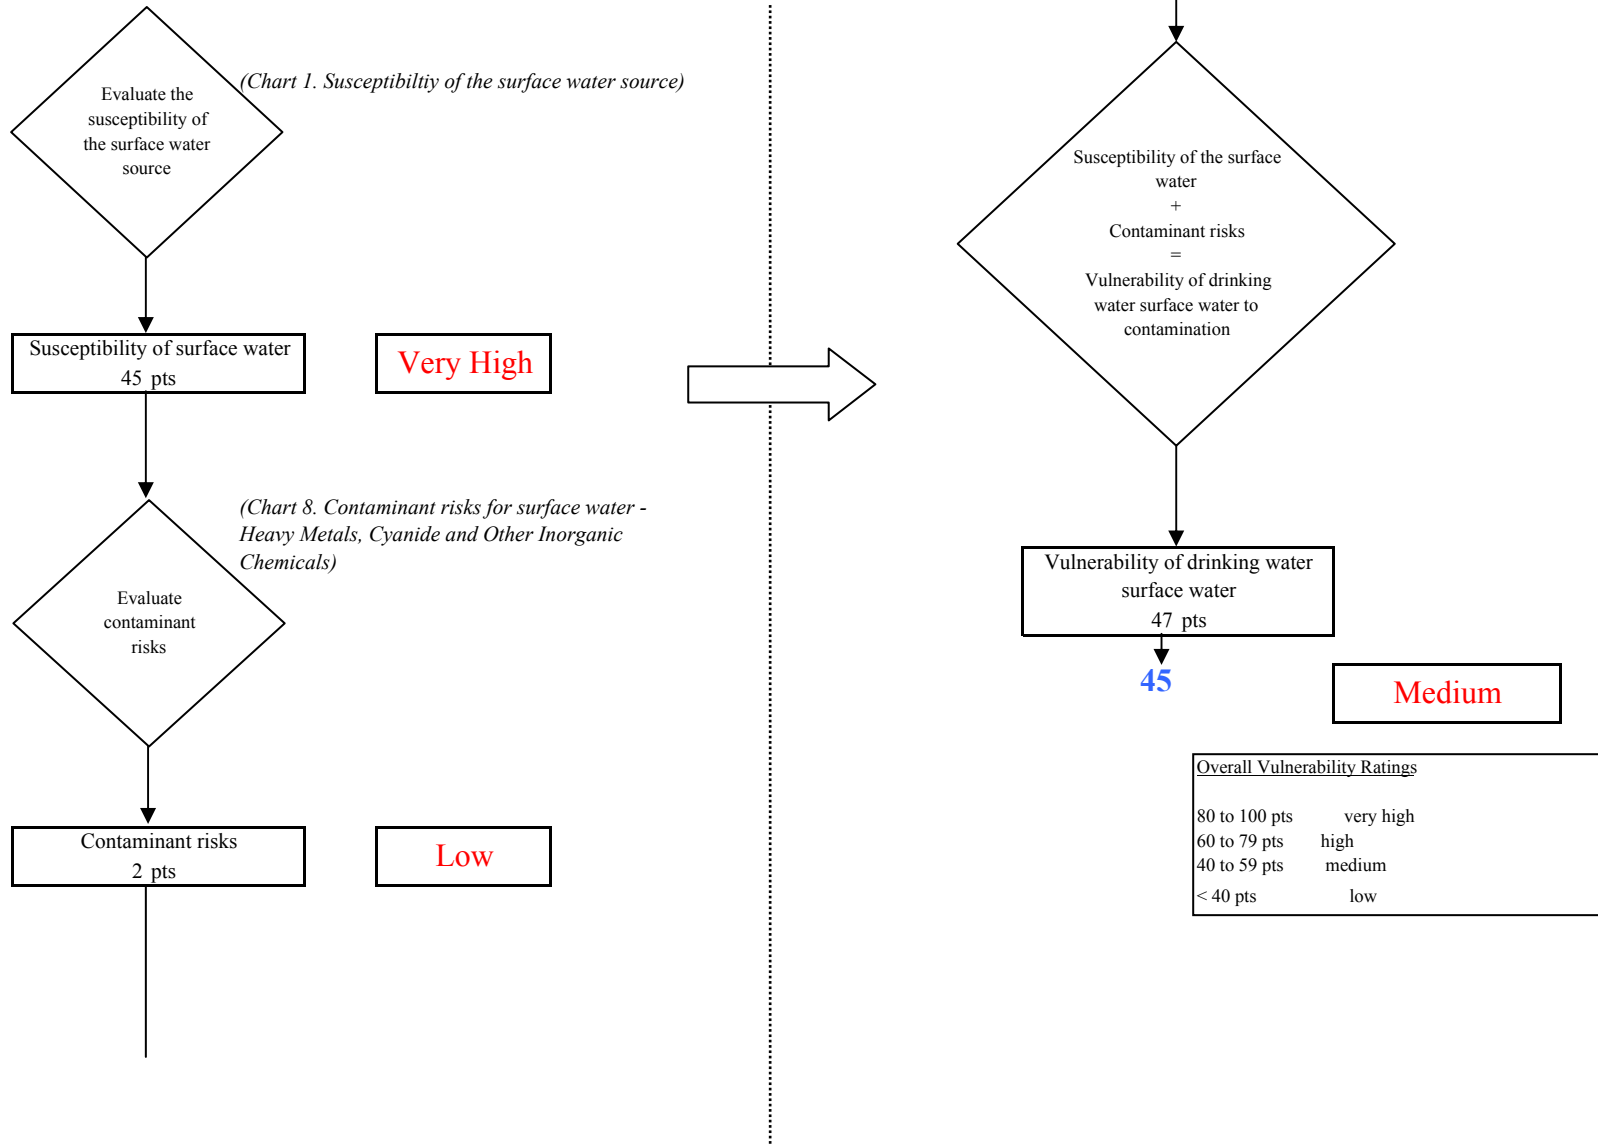 Evaluate the
susceptibility of
the surface water
source
(Chart 1. Susceptibiltiy of the surface water source)
Susceptibility of surface water
45 pts
Very High
(Chart 8. Contaminant risks for surface water -
Heavy Metals, Cyanide and Other Inorganic
Chemicals)
Evaluate
contaminant
risks
Contaminant risks
2 pts
Low
Susceptibility of the surface
water
+
Contaminant risks
=
Vulnerability of drinking
water surface water to
contamination
Vulnerability of drinking water
surface water
47 pts
45
Medium
Overall Vulnerability Ratings
80 to 100 pts very high
60 to 79 pts high
40 to 59 pts medium
< 40 pts low